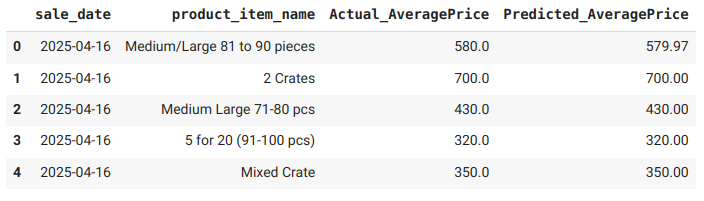 sale_date product_item_name Actual_AveragePrice Predicted_AveragePrice
0 2025-04-16 Medium/Large 81 to 90 pieces 580.0 579.97
1 2025-04-16 2 Crates 700.0 700.00
2 2025-04-16 Medium Large 71-80 pcs 430.0 430.00
3 2025-04-16 5 for 20 (91-100 pcs) 320.0 320.00
4 2025-04-16 Mixed Crate 350.0 350.00